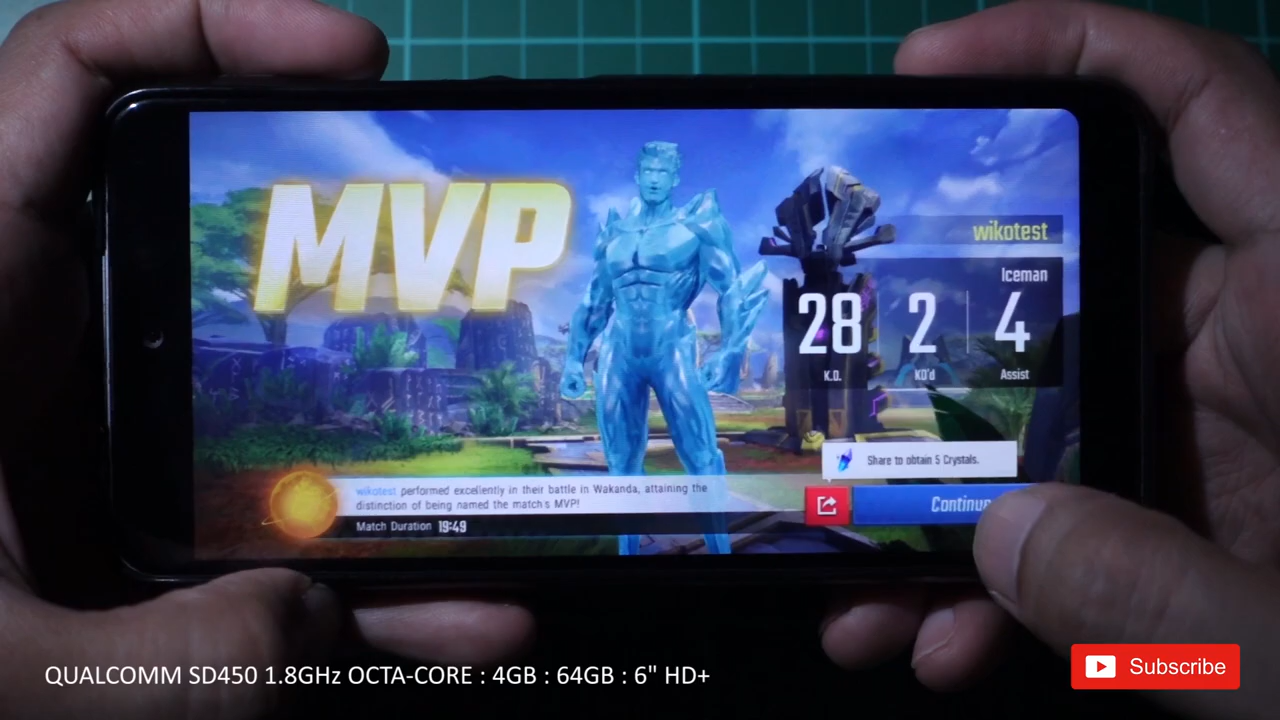 MVP
wikotest
Iceman
28 2 4
K.O. KO'd Assist
Share to obtain 5 Crystals.
wikotest performed excellently in their battle in Wakanda, attaining the
distinction of being named the match's MVP!
Continue
Match Duration 19:49
QUALCOMM SD450 1.8GHz OCTA-CORE : 4GB : 64GB : 6" HD+
Subscribe